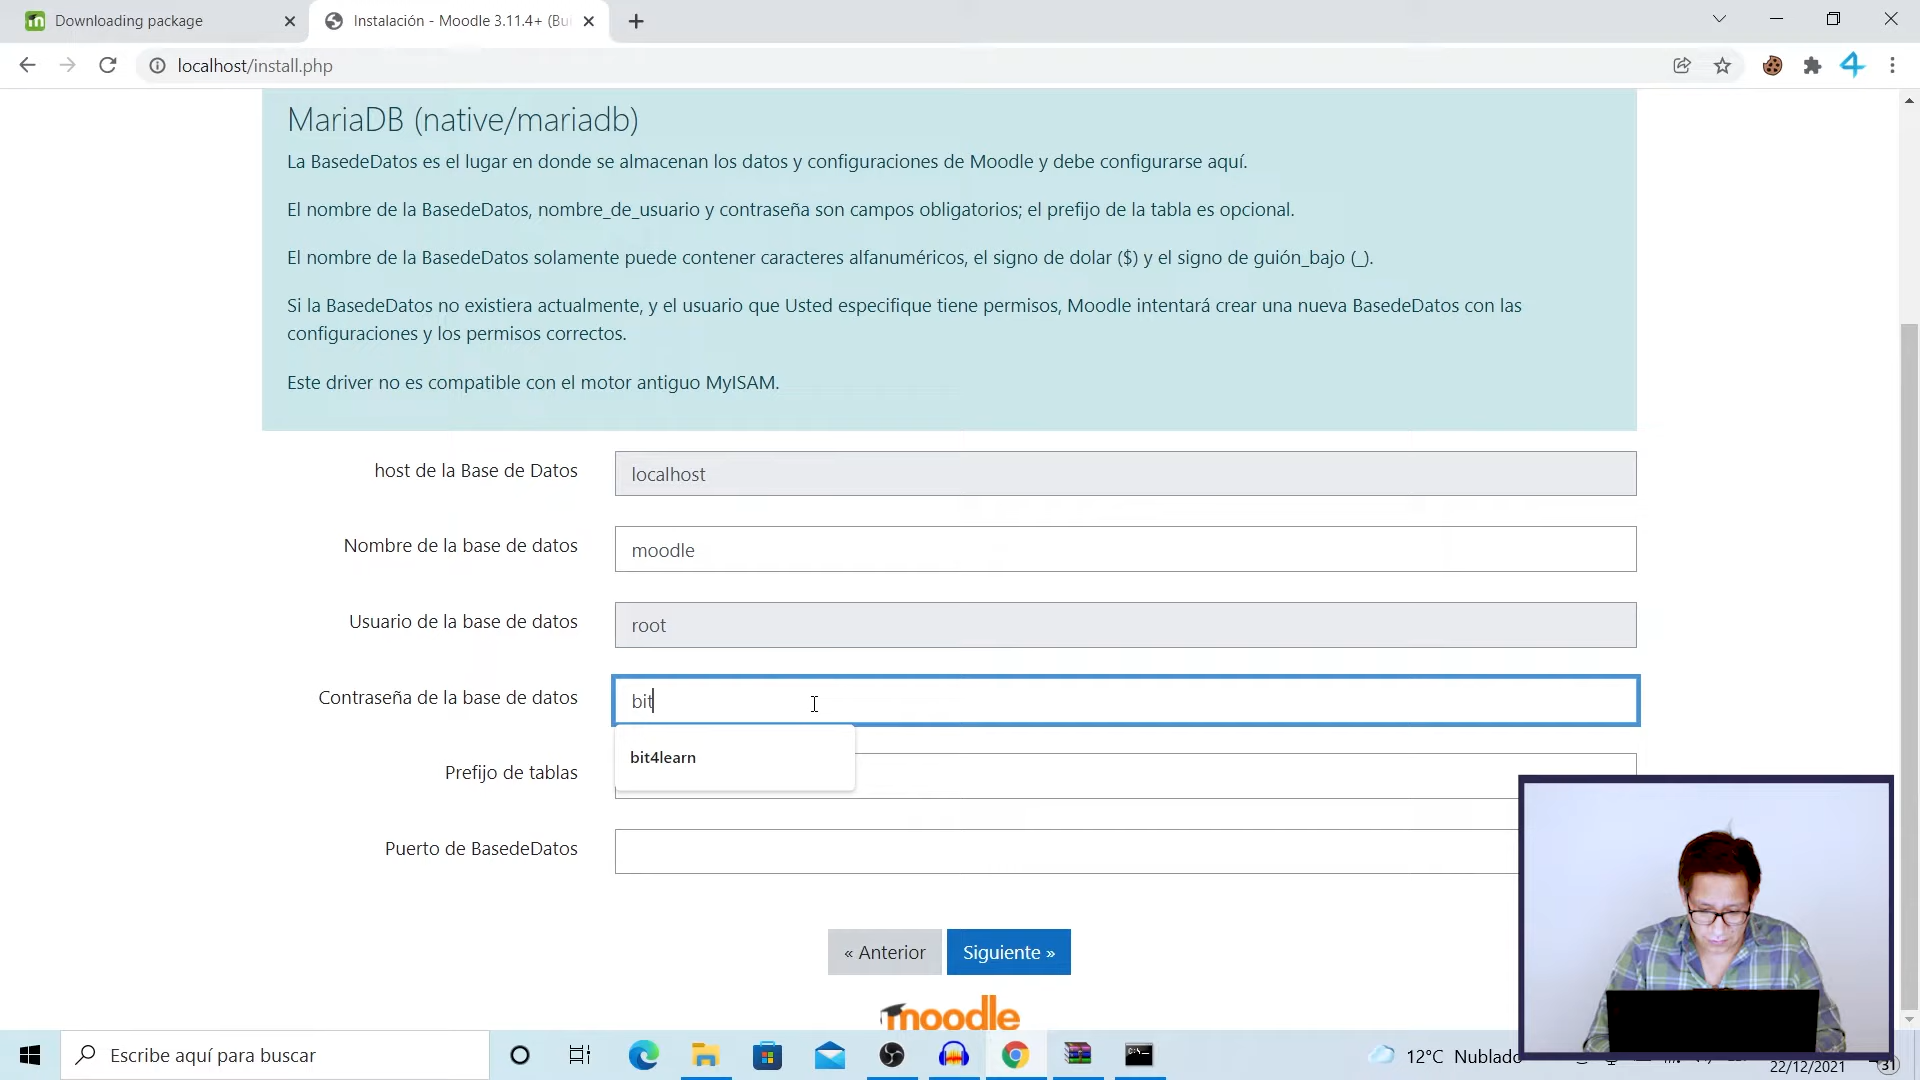 Downloading package
Instalación - Moodle 3.11.4+ (Bui
localhost/install.php
MariaDB (native/mariadb)
La BasedeDatos es el lugar en donde se almacenan los datos y configuraciones de Moodle y debe configurarse aquí.
El nombre de la BasedeDatos, nombre_de_usuario y contraseña son campos obligatorios; el prefijo de la tabla es opcional.
El nombre de la BasedeDatos solamente puede contener caracteres alfanuméricos, el signo de dolar ($) y el signo de guión_bajo (_).
Si la BasedeDatos no existiera actualmente, y el usuario que Usted especifique tiene permisos, Moodle intentará crear una nueva BasedeDatos con las
configuraciones y los permisos correctos.
Este driver no es compatible con el motor antiguo MyISAM.
host de la Base de Datos
localhost
Nombre de la base de datos
moodle
Usuario de la base de datos
root
Contraseña de la base de datos
bit
bit4learn
Prefijo de tablas
Puerto de BasedeDatos
« Anterior
Siguiente »
moodle
Escribe aquí para buscar
12°C Nublado
22/12/2021
31